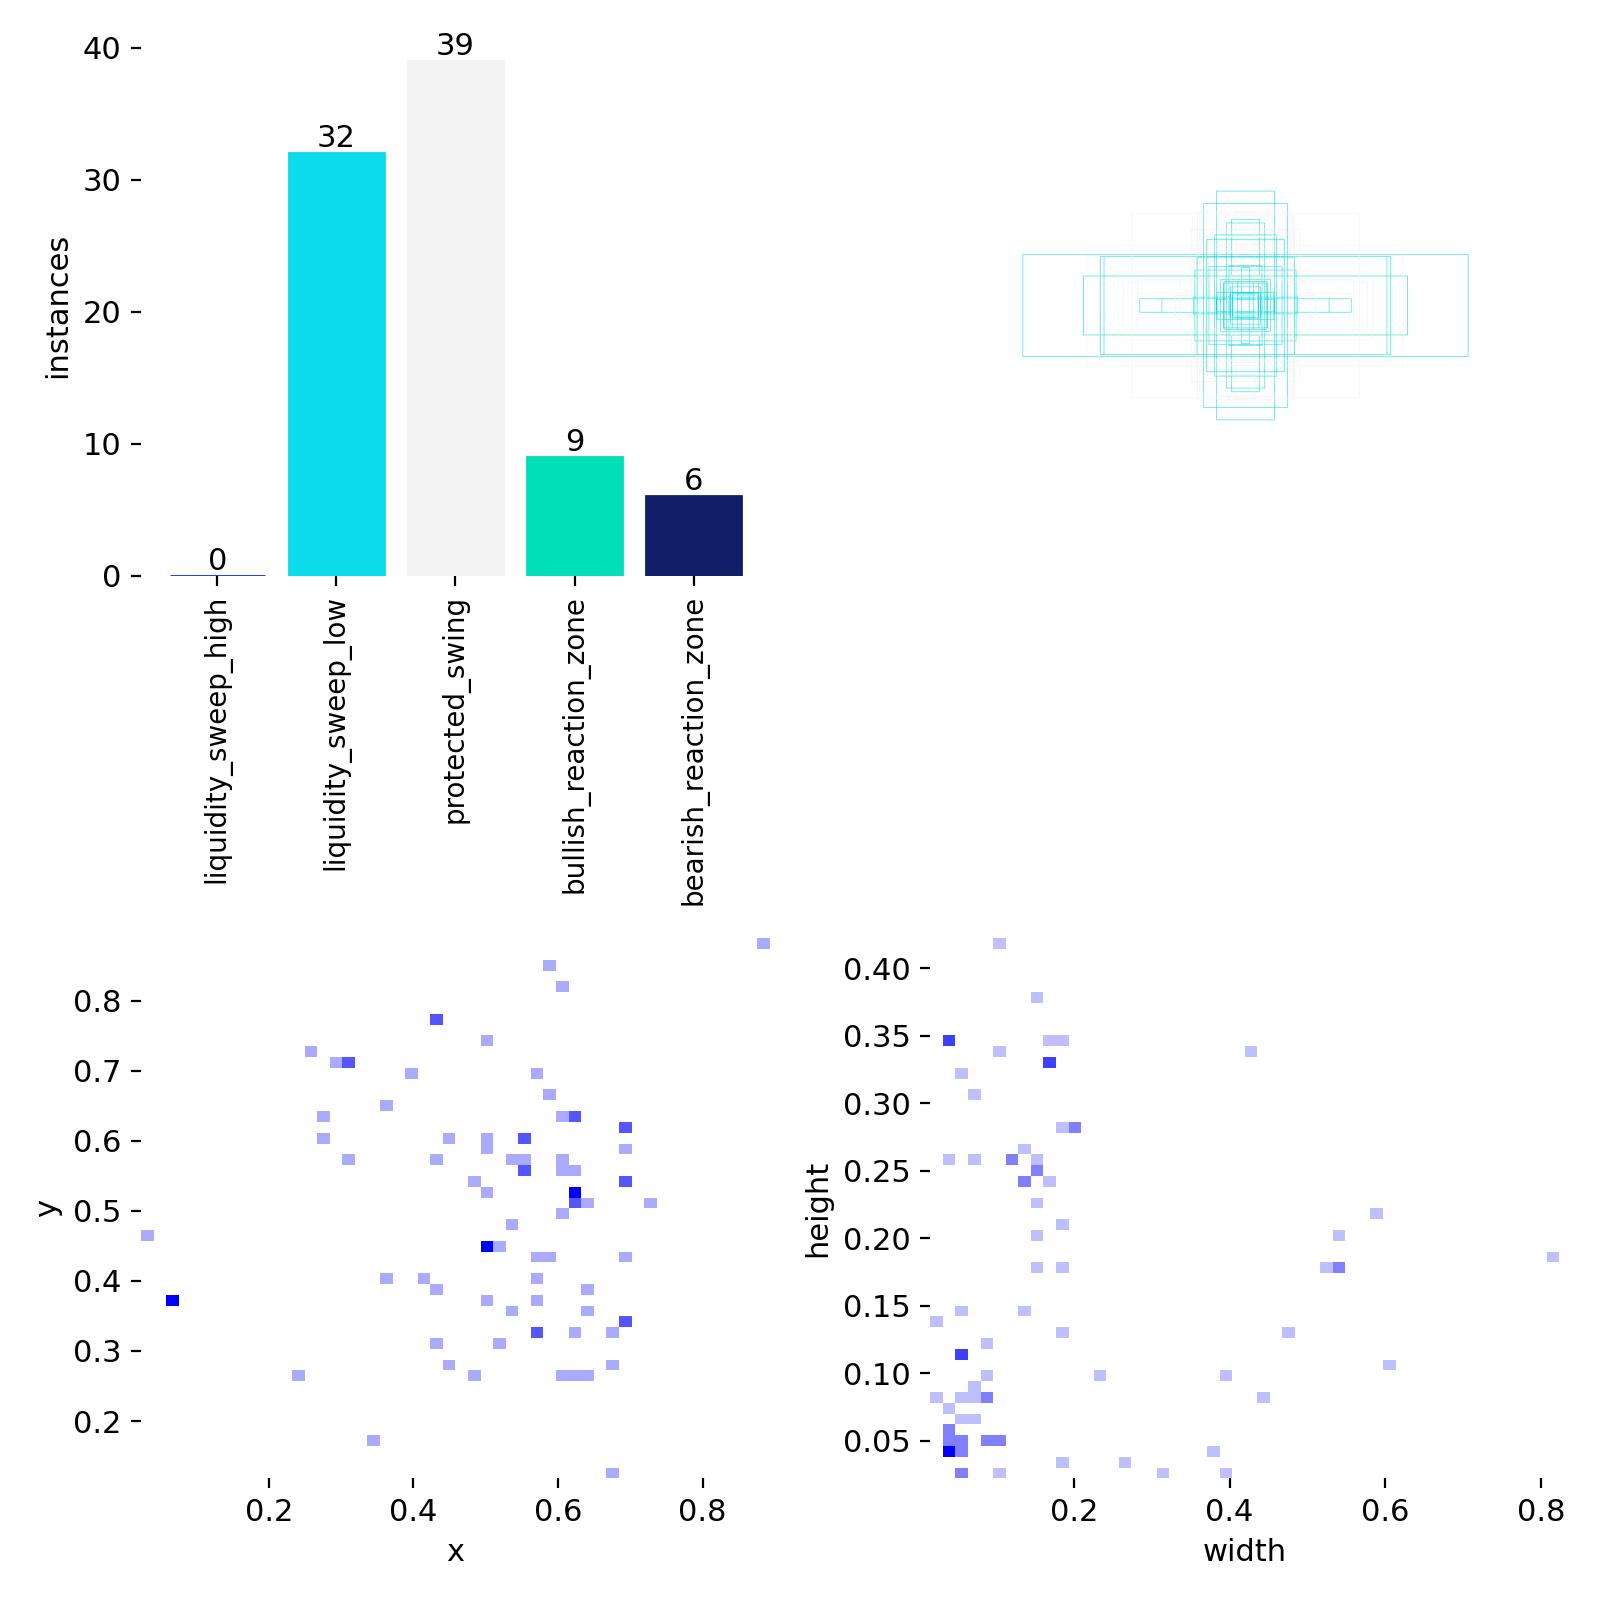 40
30
20
10
0
instances
0
32
39
9
6
liquidity_sweep_high
liquidity_sweep_low
protected_swing
bullish_reaction_zone
bearish_reaction_zone
0.8
0.7
0.6
0.5
0.4
0.3
0.2
y
0.2 0.4 0.6 0.8
x
0.40
0.35
0.30
0.25
0.20
0.15
0.10
0.05
height
0.2 0.4 0.6 0.8
width